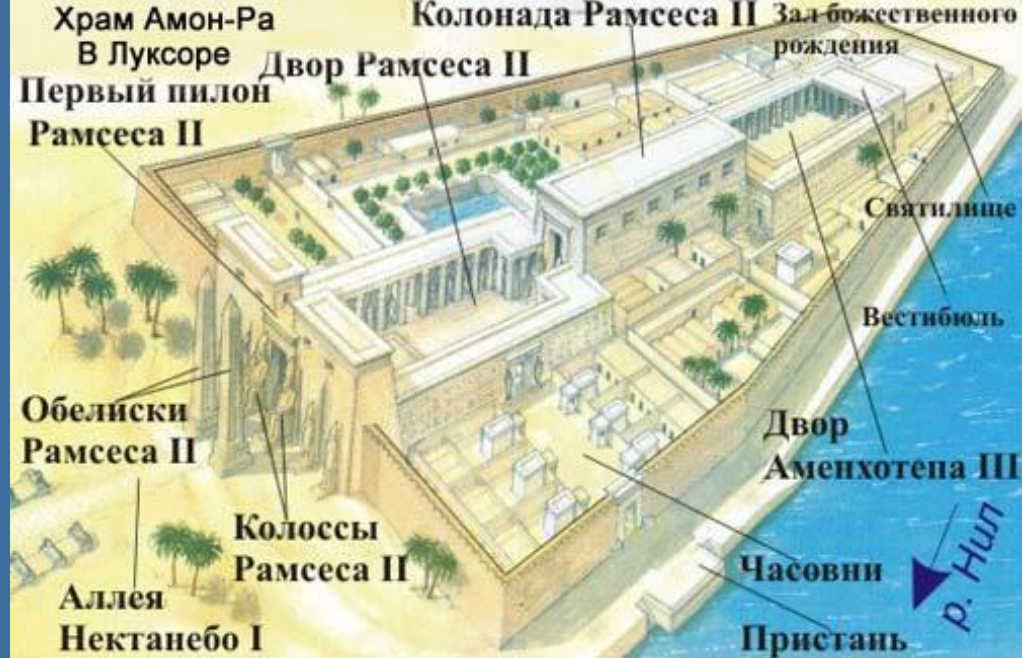 Храм Амон-Ра
В Луксоре
Колонада Рамсеса II
Зал божественного
рождения
Двор Рамсеса II
Первый пилон
Рамсеса II
Святилище
Вестибюль
Обелиски
Рамсеса II
Двор
Аменхотепа III
Колоссы
Рамсеса II
р. Нил
Часовни
Аллея
Нектанебо I
Пристань